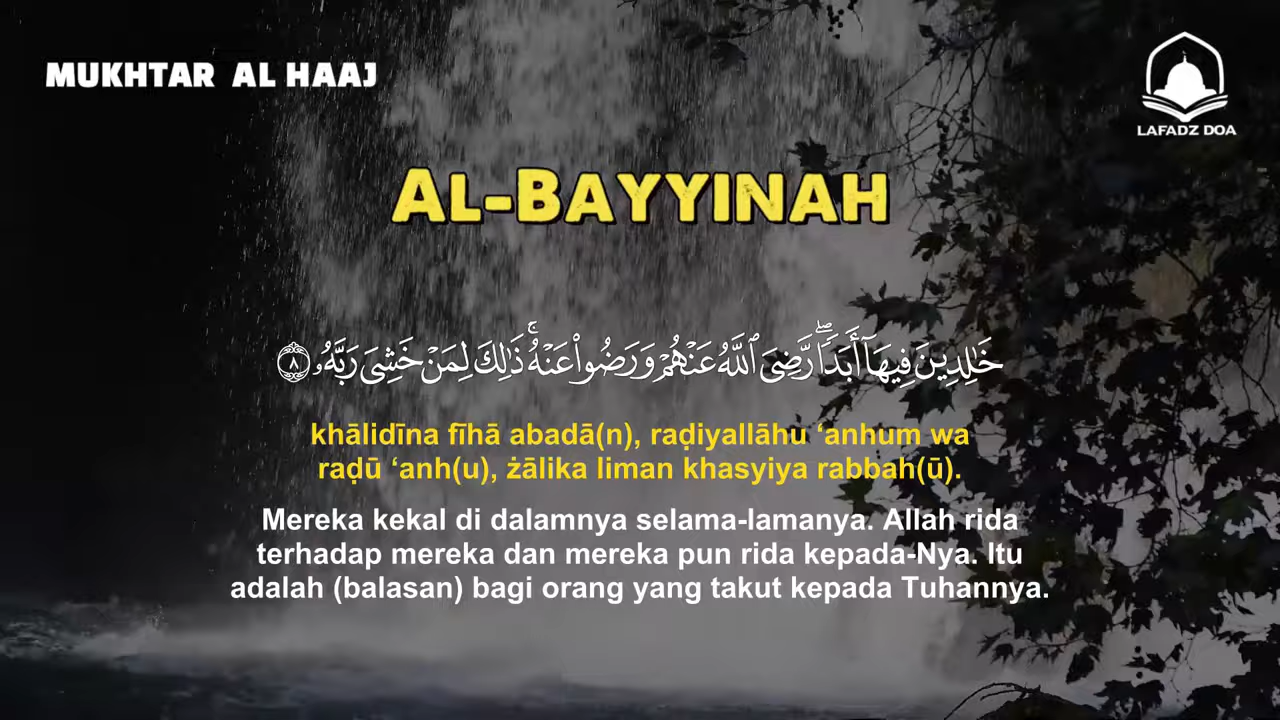 MUKHTAR AL HAAJ
LAFADZ DOA
AL-BAYYINAH
خَٰلِدِينَ فِيهَآ أَبَدًا ۖ رَّضِىَ ٱللَّهُ عَنْهُمْ وَرَضُوا۟ عَنْهُ ۚ ذَٰلِكَ لِمَنْ خَشِىَ رَبَّهُۥ ٨
khālidīna fīhā abadā(n), raḍiyallāhu ‘anhum wa
raḍū ‘anh(u), żālika liman khasyiya rabbah(ū).
Mereka kekal di dalamnya selama-lamanya. Allah rida
terhadap mereka dan mereka pun rida kepada-Nya. Itu
adalah (balasan) bagi orang yang takut kepada Tuhannya.